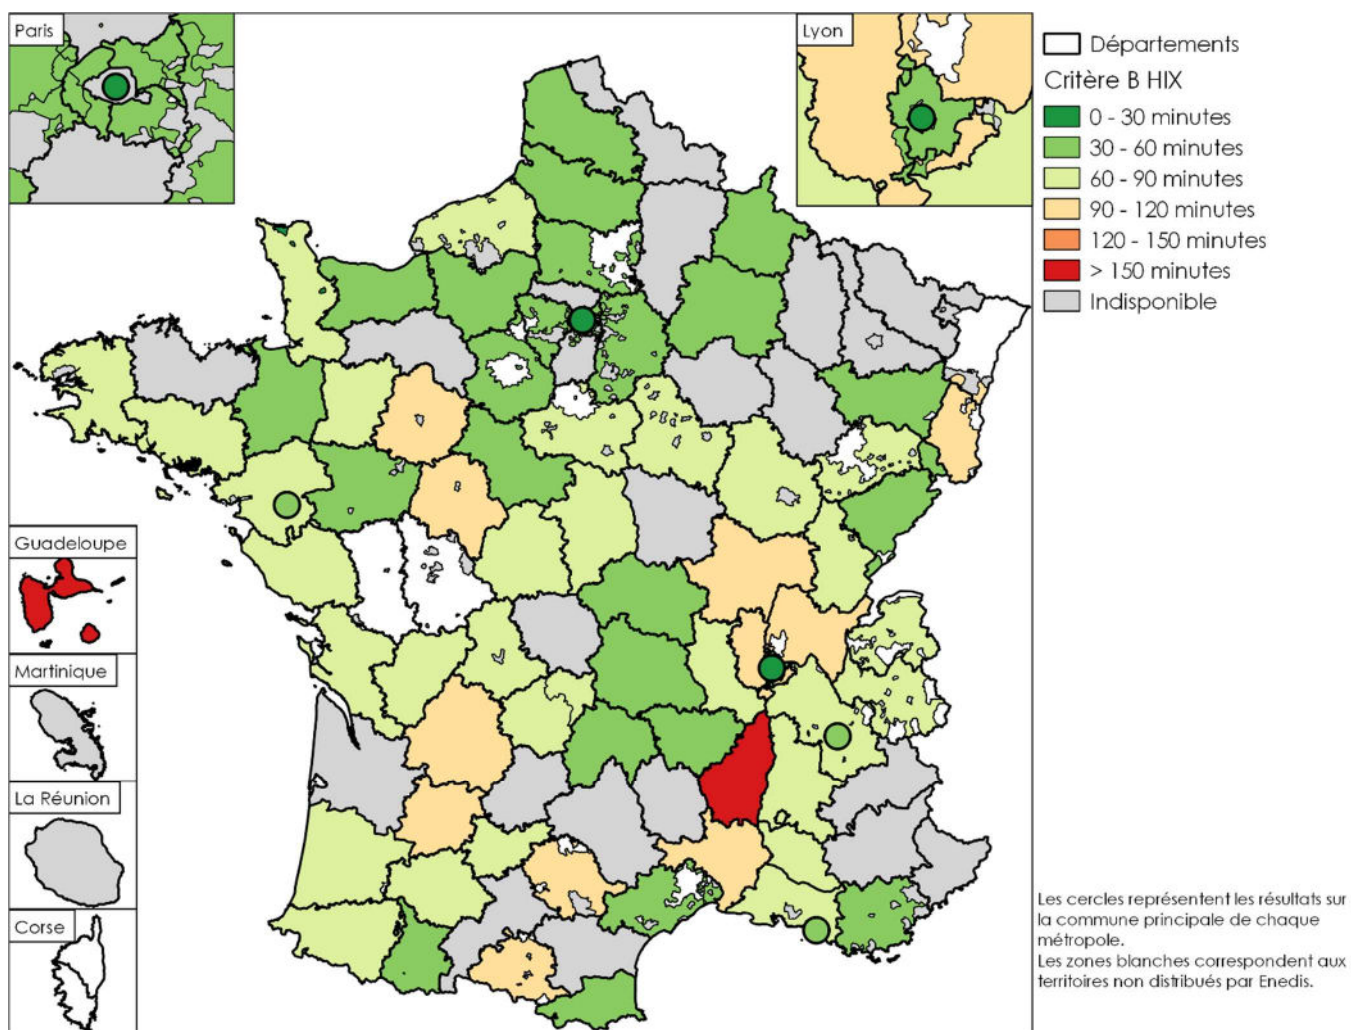 Paris
Lyon
Départements
Critère B HIX
0 - 30 minutes
30 - 60 minutes
60 - 90 minutes
90 - 120 minutes
120 - 150 minutes
> 150 minutes
Indisponible
Guadeloupe
Martinique
La Réunion
Corse
Les cercles représentent les résultats sur
la commune principale de chaque
métropole.
Les zones blanches correspondent aux
territoires non distribués par Enedis.